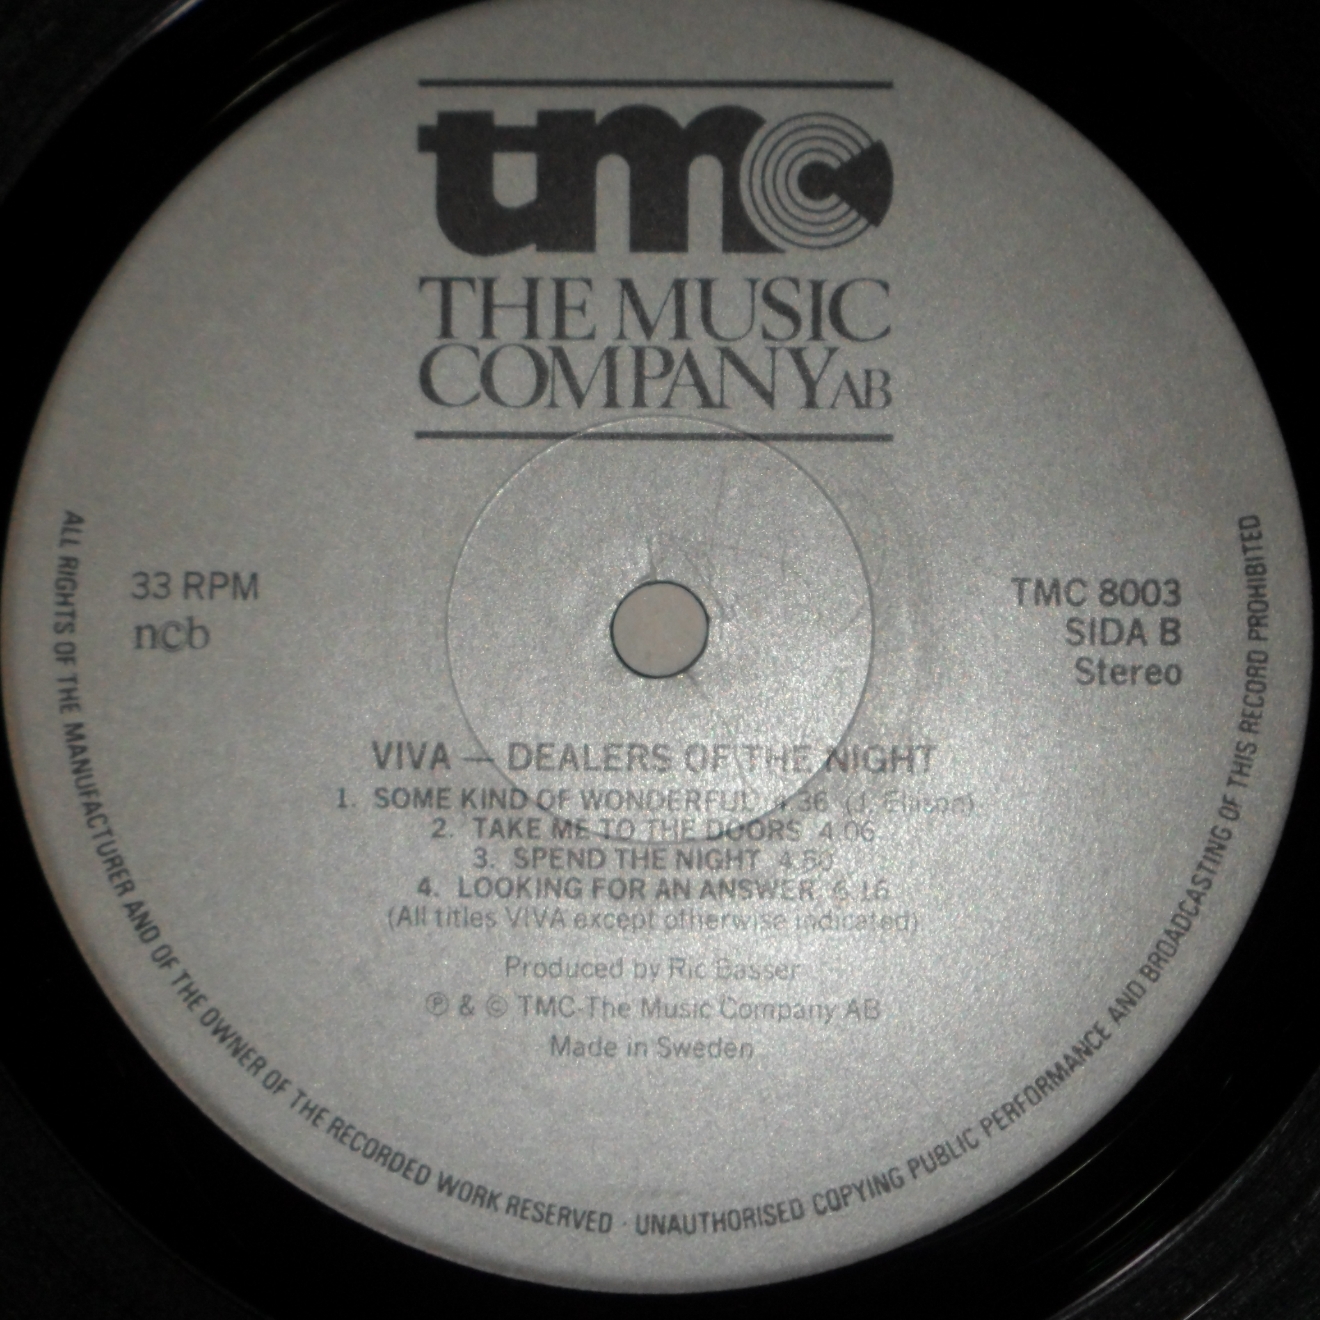 tmc
THE MUSIC
COMPANY AB
33 RPM
ncb
TMC 8003
SIDA B
Stereo
VIVA — DEALERS OF THE NIGHT
1. SOME KIND OF WONDERFUL 4.36 (J. Ellison)
2. TAKE ME TO THE DOORS 4.06
3. SPEND THE NIGHT
4. LOOKING FOR AN ANSWER 6.16
(All titles VIVA except otherwise indicated)
Produced by Ric Basser
℗ & © TMC-The Music Company AB
Made in Sweden
ALL RIGHTS OF THE MANUFACTURER AND OF THE OWNER OF THE RECORDED WORK RESERVED · UNAUTHORISED COPYING PUBLIC PERFORMANCE AND BROADCASTING OF THIS RECORD PROHIBITED